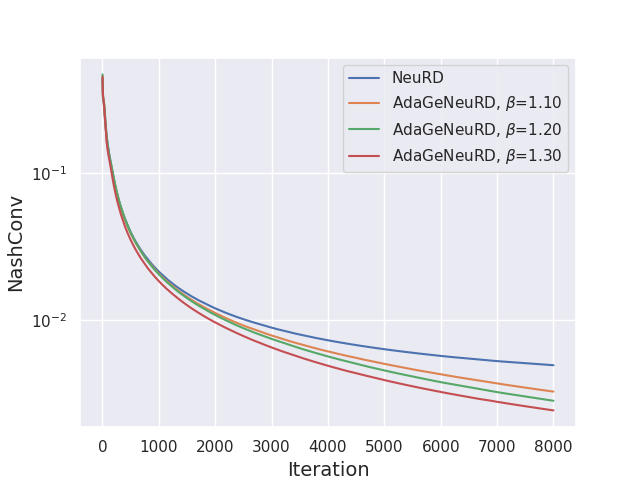 NeuRD
AdaGeNeuRD, β=1.10
AdaGeNeuRD, β=1.20
AdaGeNeuRD, β=1.30
10⁻¹
10⁻²
NashConv
0 1000 2000 3000 4000 5000 6000 7000 8000
Iteration